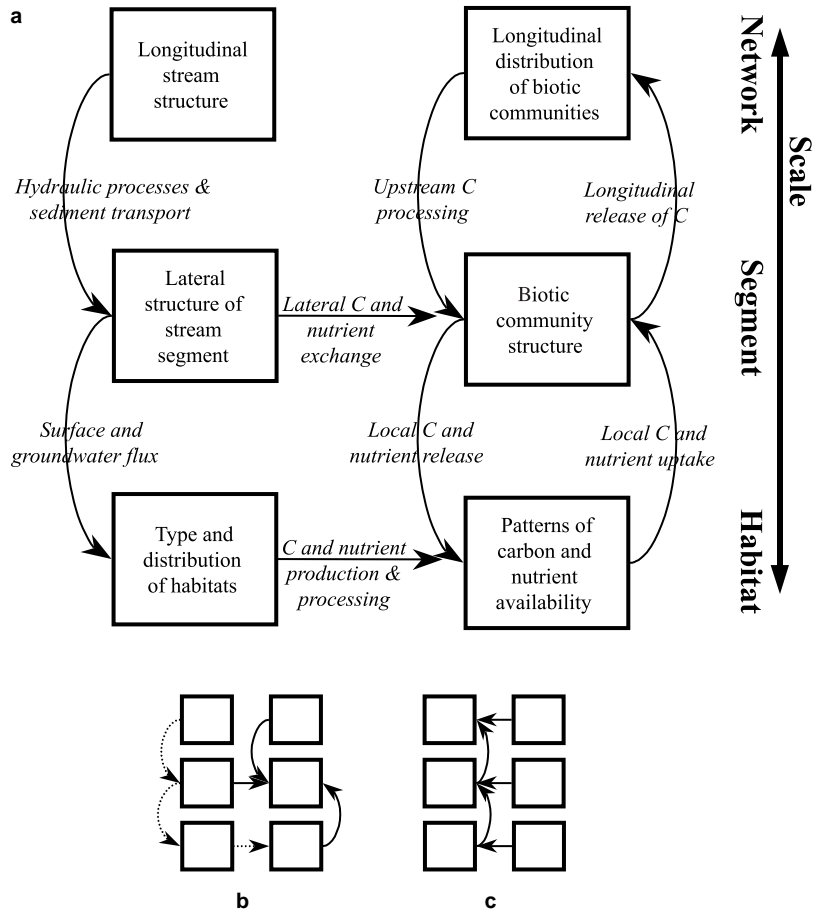 a
Longitudinal
stream
structure
Longitudinal
distribution
of biotic
communities
Network
Hydraulic processes &
sediment transport
Upstream C
processing
Longitudinal
release of C
Scale
Lateral
structure of
stream
segment
Lateral C and
nutrient
exchange
Biotic
community
structure
Segment
Surface and
groundwater flux
Local C and
nutrient release
Local C and
nutrient uptake
Type and
distribution
of habitats
C and nutrient
production &
processing
Patterns of
carbon and
nutrient
availability
Habitat
b
c